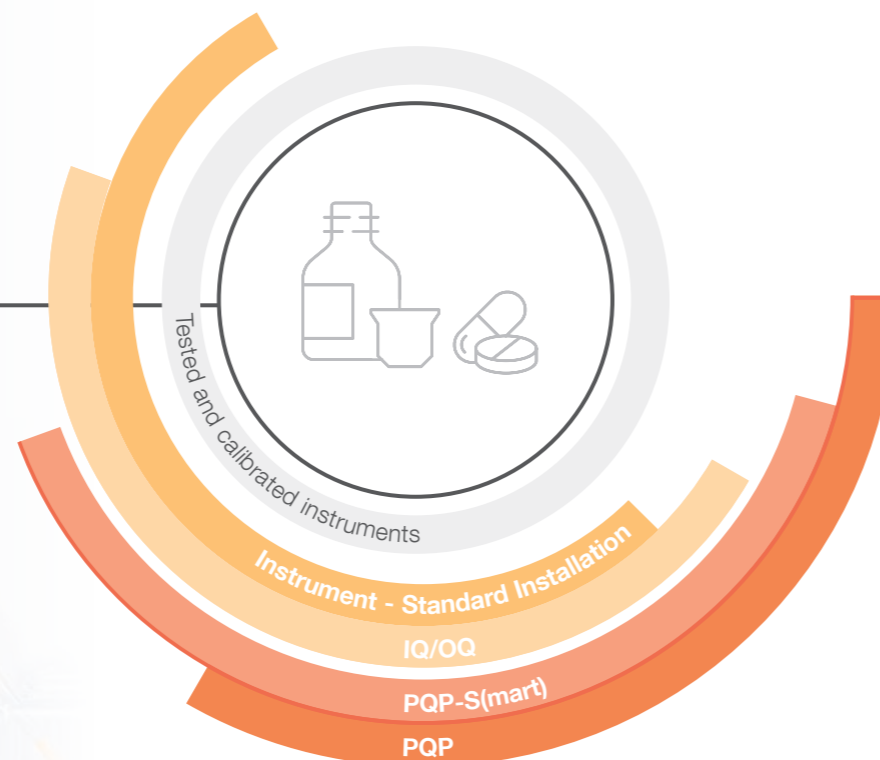 Tested and calibrated instruments
Instrument - Standard Installation
IQ/OQ
PQP-S(mart)
PQP